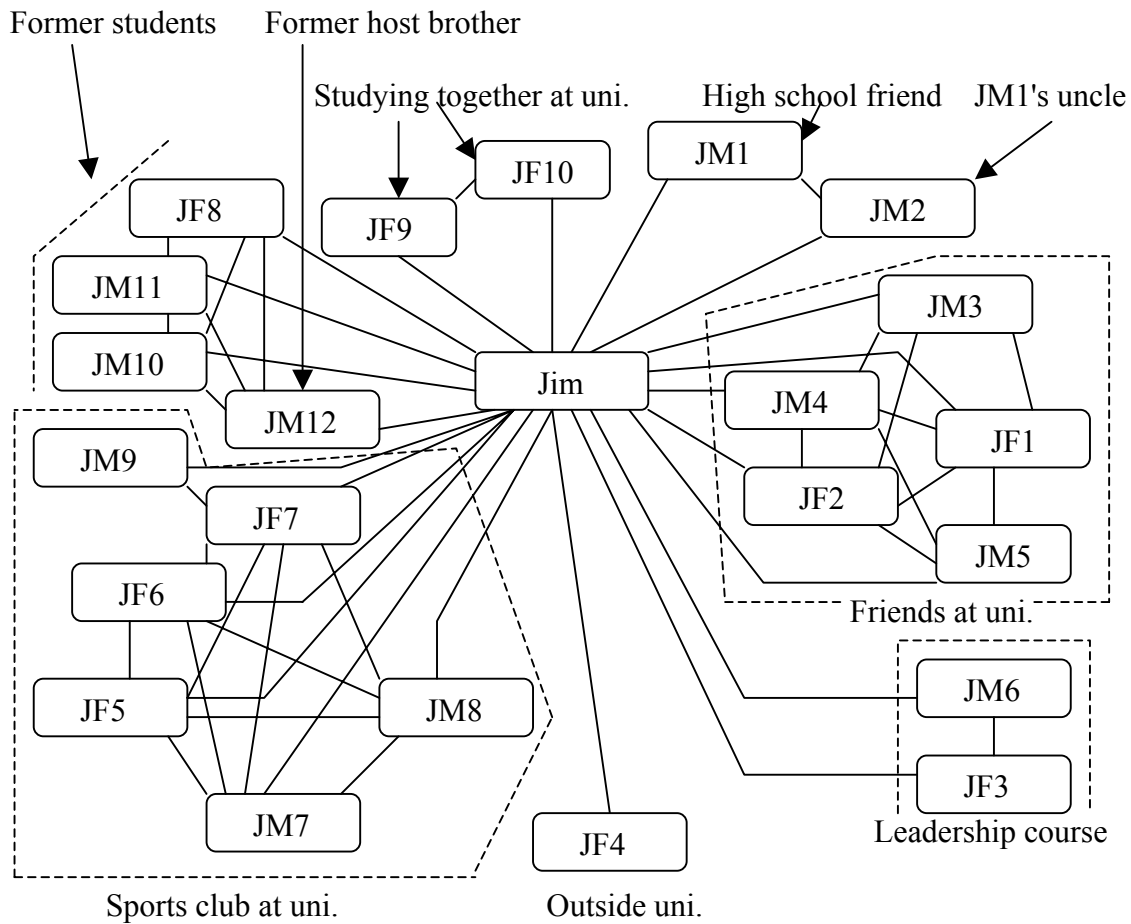 Former students
Former host brother
Studying together at uni.
High school friend
JM1's uncle
JF10
JM1
JF8
JF9
JM2
JM11
JM3
JM10
Jim
JM4
JM12
JF1
JM9
JF2
JF7
JM5
JF6
Friends at uni.
JM6
JF5
JM8
JF3
JM7
JF4
Leadership course
Sports club at uni.
Outside uni.